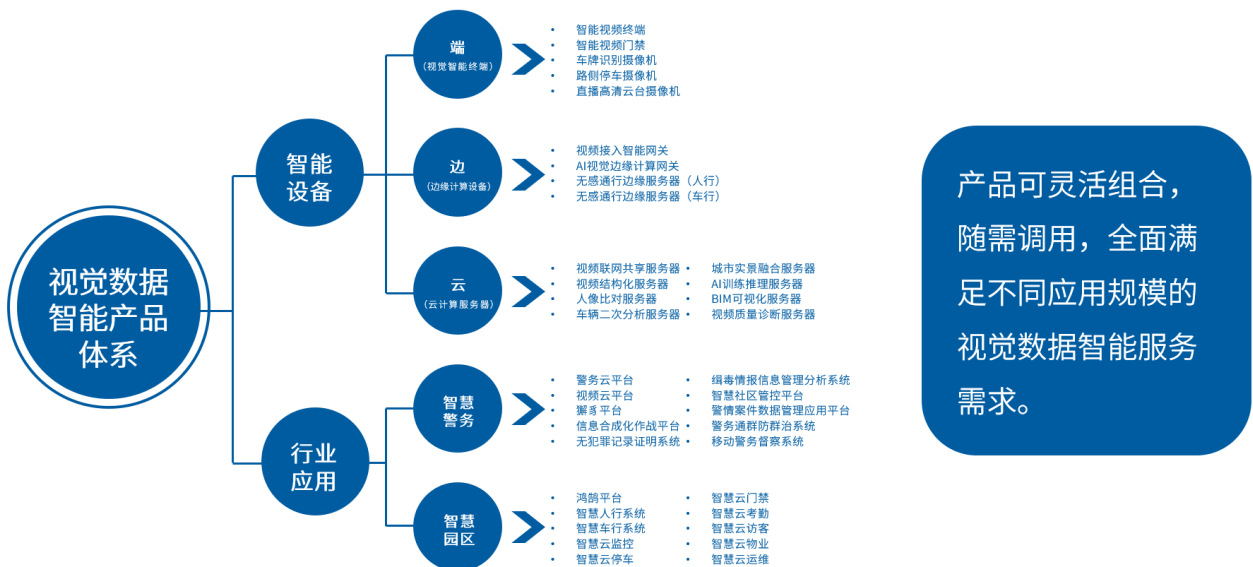 视觉数据
智能产品
体系
智能
设备
端
（视觉智能终端）
• 智能视频终端
• 智能视频门禁
• 车牌识别摄像机
• 路侧停车摄像机
• 直播高清云台摄像机
边
（边缘计算设备）
• 视频接入智能网关
• AI视觉边缘计算网关
• 无感通行边缘服务器（人行）
• 无感通行边缘服务器（车行）
云
（云计算服务器）
• 视频联网共享服务器
• 视频结构化服务器
• 人像比对服务器
• 车辆二次分析服务器
• 城市实景融合服务器
• AI训练推理服务器
• BIM可视化服务器
• 视频质量诊断服务器
行业
应用
智慧
警务
• 警务云平台
• 视频云平台
• 獬豸平台
• 信息合成化作战平台
• 无犯罪记录证明系统
• 缉毒情报信息管理分析系统
• 智慧社区管控平台
• 警情案件数据管理应用平台
• 警务通群防群治系统
• 移动警务督察系统
智慧
园区
• 鸿鹄平台
• 智慧人行系统
• 智慧车行系统
• 智慧云监控
• 智慧云停车
• 智慧云门禁
• 智慧云考勤
• 智慧云访客
• 智慧云物业
• 智慧云运维
产品可灵活组合，
随需调用，全面满
足不同应用规模的
视觉数据智能服务
需求。